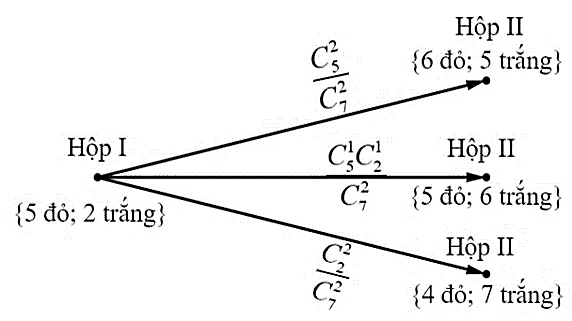 Hộp II
{6 đỏ; 5 trắng}
$\frac{C_5^2}{C_7^2}$
Hộp I
{5 đỏ; 2 trắng}
$\frac{C_5^1 C_2^1}{C_7^2}$
Hộp II
{5 đỏ; 6 trắng}
$\frac{C_2^2}{C_7^2}$
Hộp II
{4 đỏ; 7 trắng}